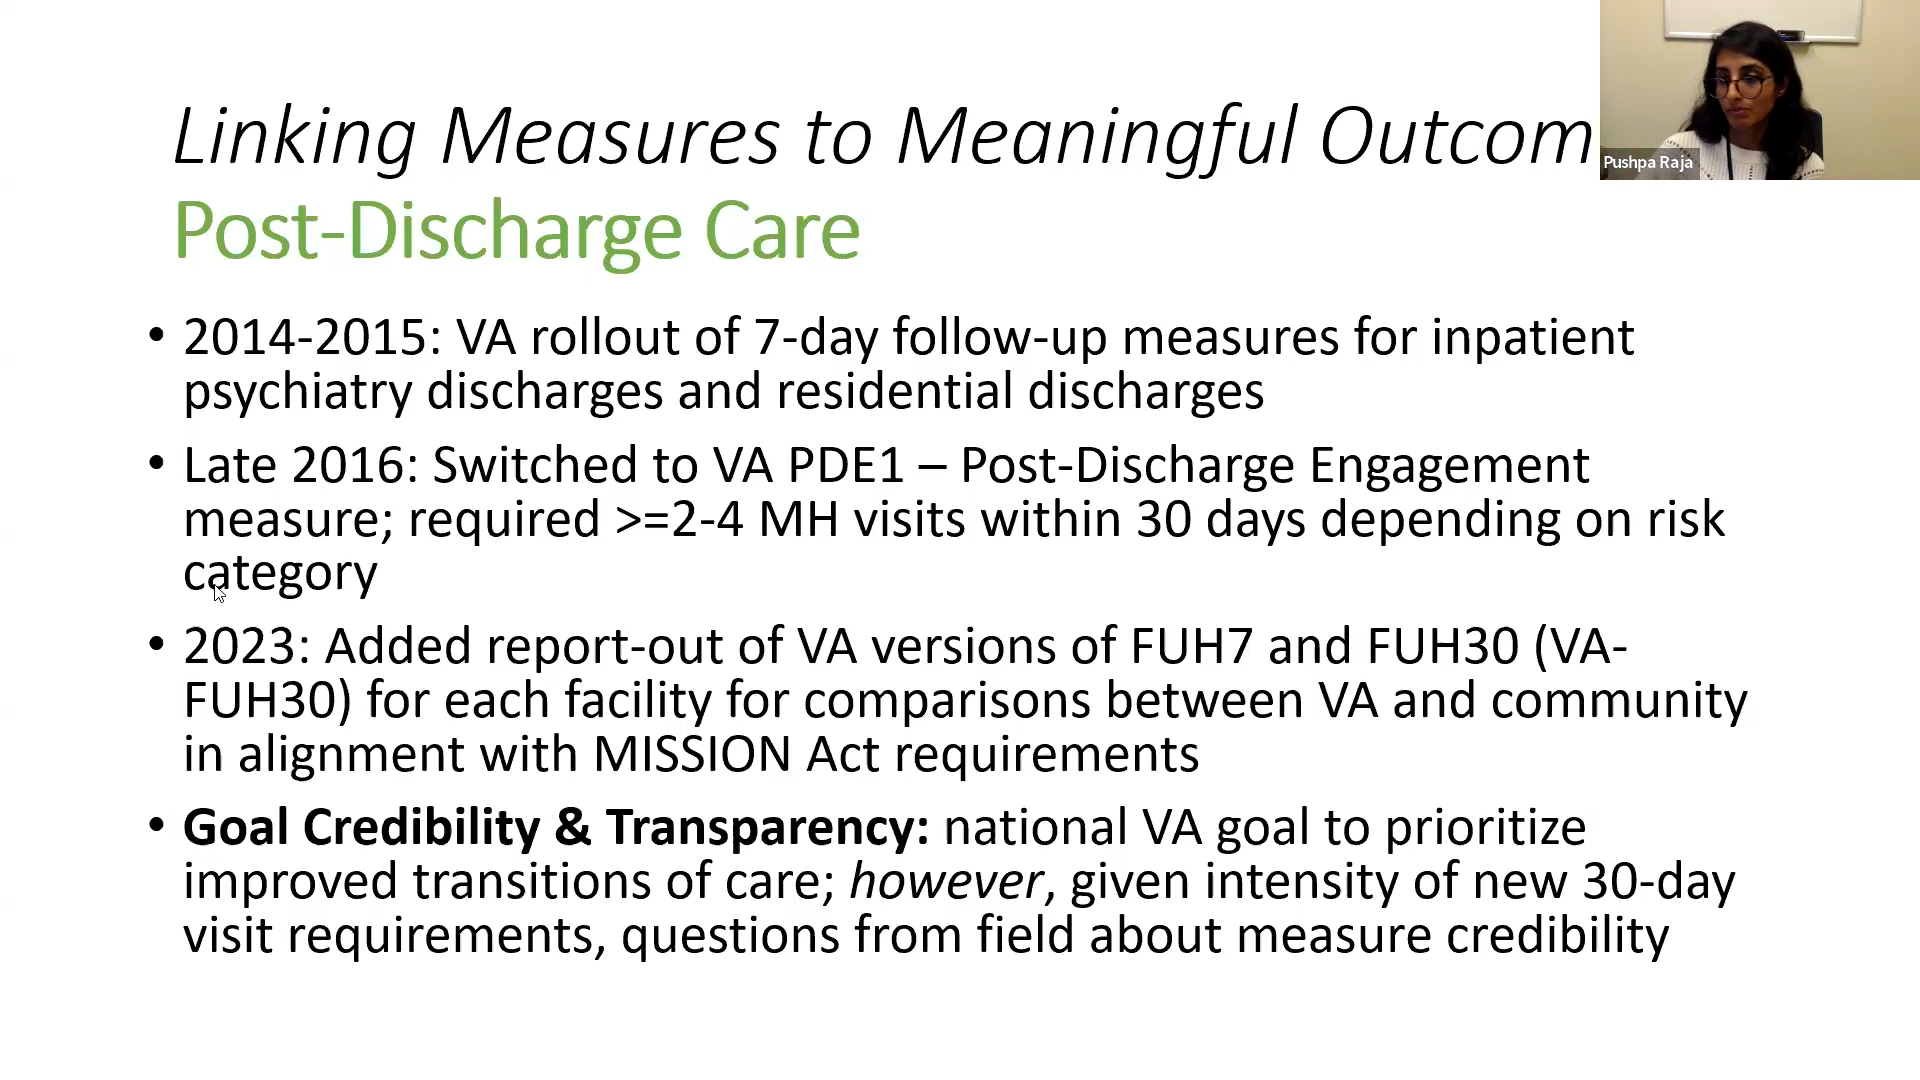 Linking Measures to Meaningful Outcom
Pushpa Raja
Post-Discharge Care
• 2014-2015: VA rollout of 7-day follow-up measures for inpatient
psychiatry discharges and residential discharges
• Late 2016: Switched to VA PDE1 – Post-Discharge Engagement
measure; required >=2-4 MH visits within 30 days depending on risk
category
• 2023: Added report-out of VA versions of FUH7 and FUH30 (VA-
FUH30) for each facility for comparisons between VA and community
in alignment with MISSION Act requirements
• Goal Credibility & Transparency: national VA goal to prioritize
improved transitions of care; however, given intensity of new 30-day
visit requirements, questions from field about measure credibility